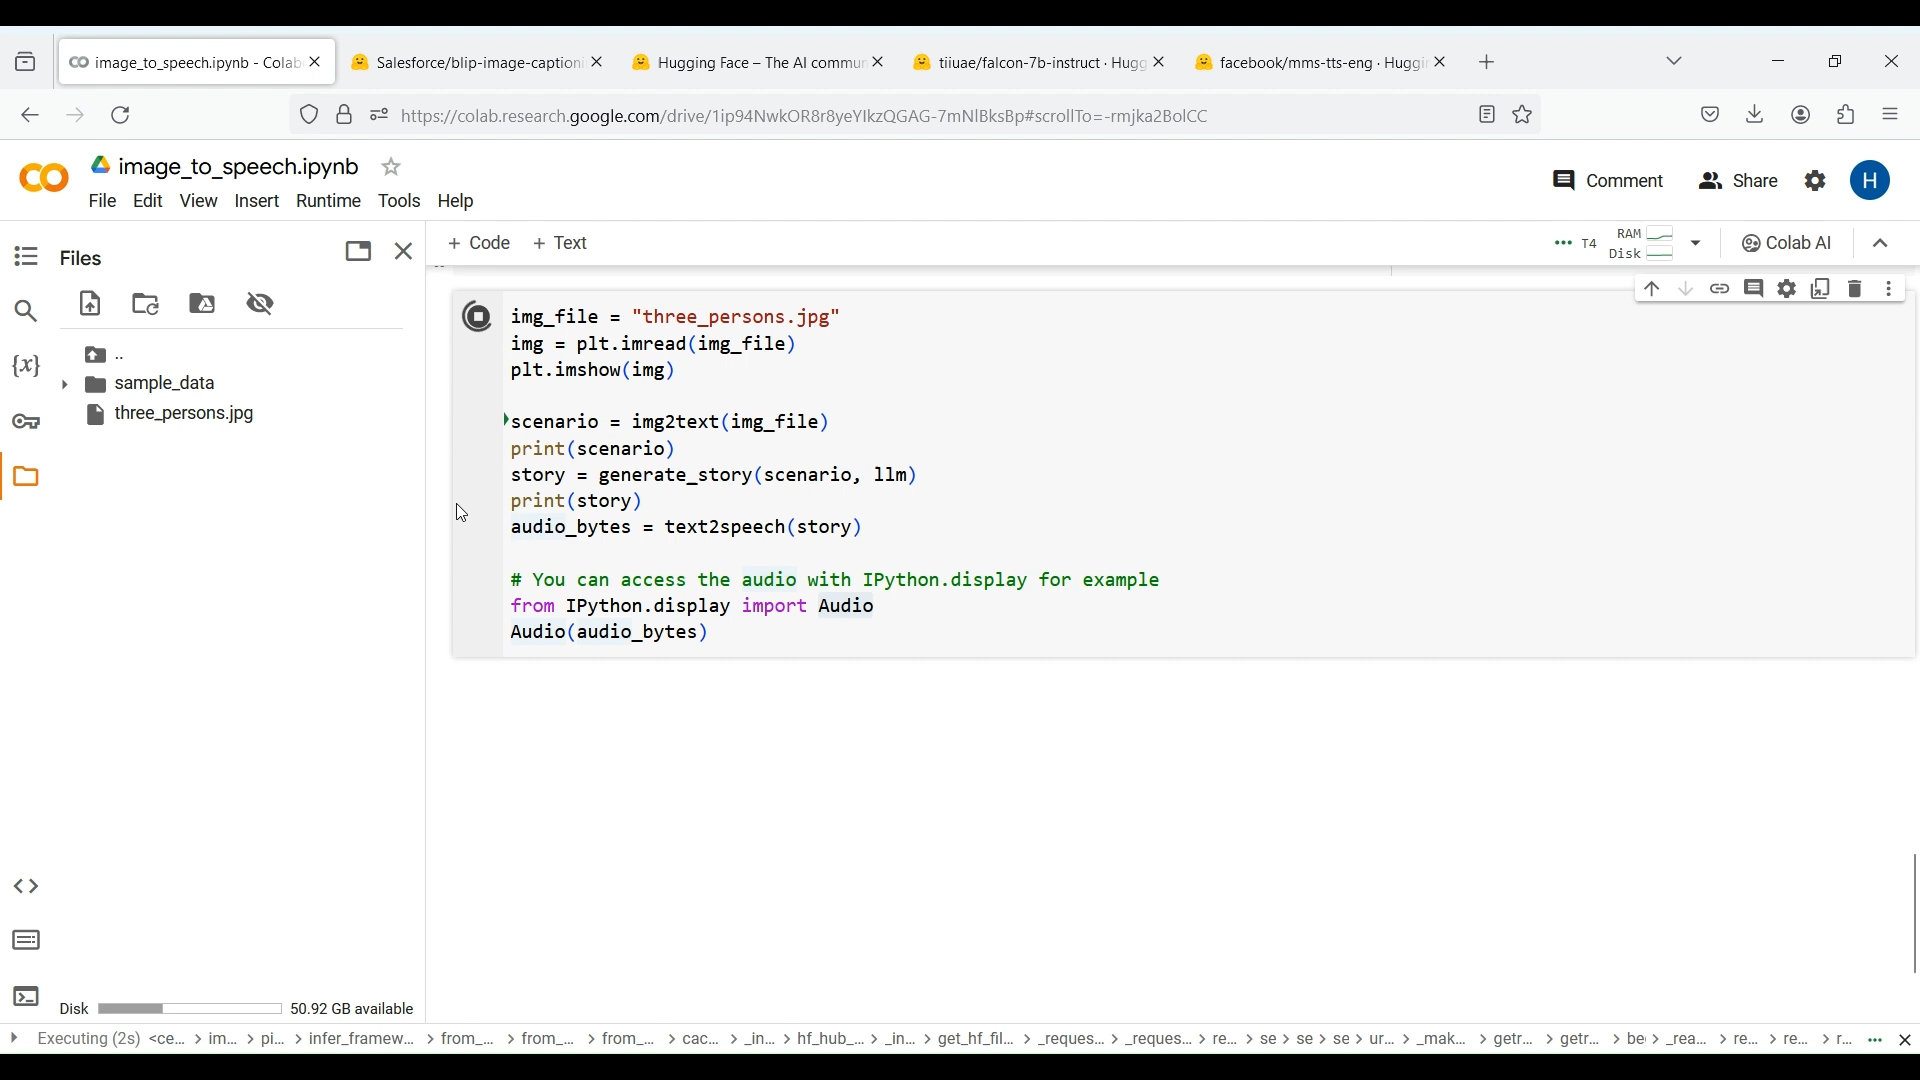 image_to_speech.ipynb - Colab
Salesforce/blip-image-caption
Hugging Face – The AI commu
tiiuae/falcon-7b-instruct · Hugg
facebook/mms-tts-eng · Huggi
https://colab.research.google.com/drive/1ip94NwkOR8r8yeYlkzQGAG-7mNlBksBp#scrollTo=-rmjka2BolCC
image_to_speech.ipynb
File Edit View Insert Runtime Tools Help
Comment
Share
H
Files
+ Code + Text
T4
RAM
Disk
Colab AI
..
sample_data
three_persons.jpg
{x}
img_file = "three_persons.jpg"
img = plt.imread(img_file)
plt.imshow(img)
scenario = img2text(img_file)
print(scenario)
story = generate_story(scenario, llm)
print(story)
audio_bytes = text2speech(story)
# You can access the audio with IPython.display for example
from IPython.display import Audio
Audio(audio_bytes)
Disk
50.92 GB available
Executing (2s) <ce... > im... > pi... > infer_framew... > from_... > from_... > from_... > cac... > _in... > hf_hub_... > _in... > get_hf_fil... > _reques... > _reques... > re... > se > se > se > ur... > _mak... > getr... > getr... > be > _rea... > re... > re... > r...